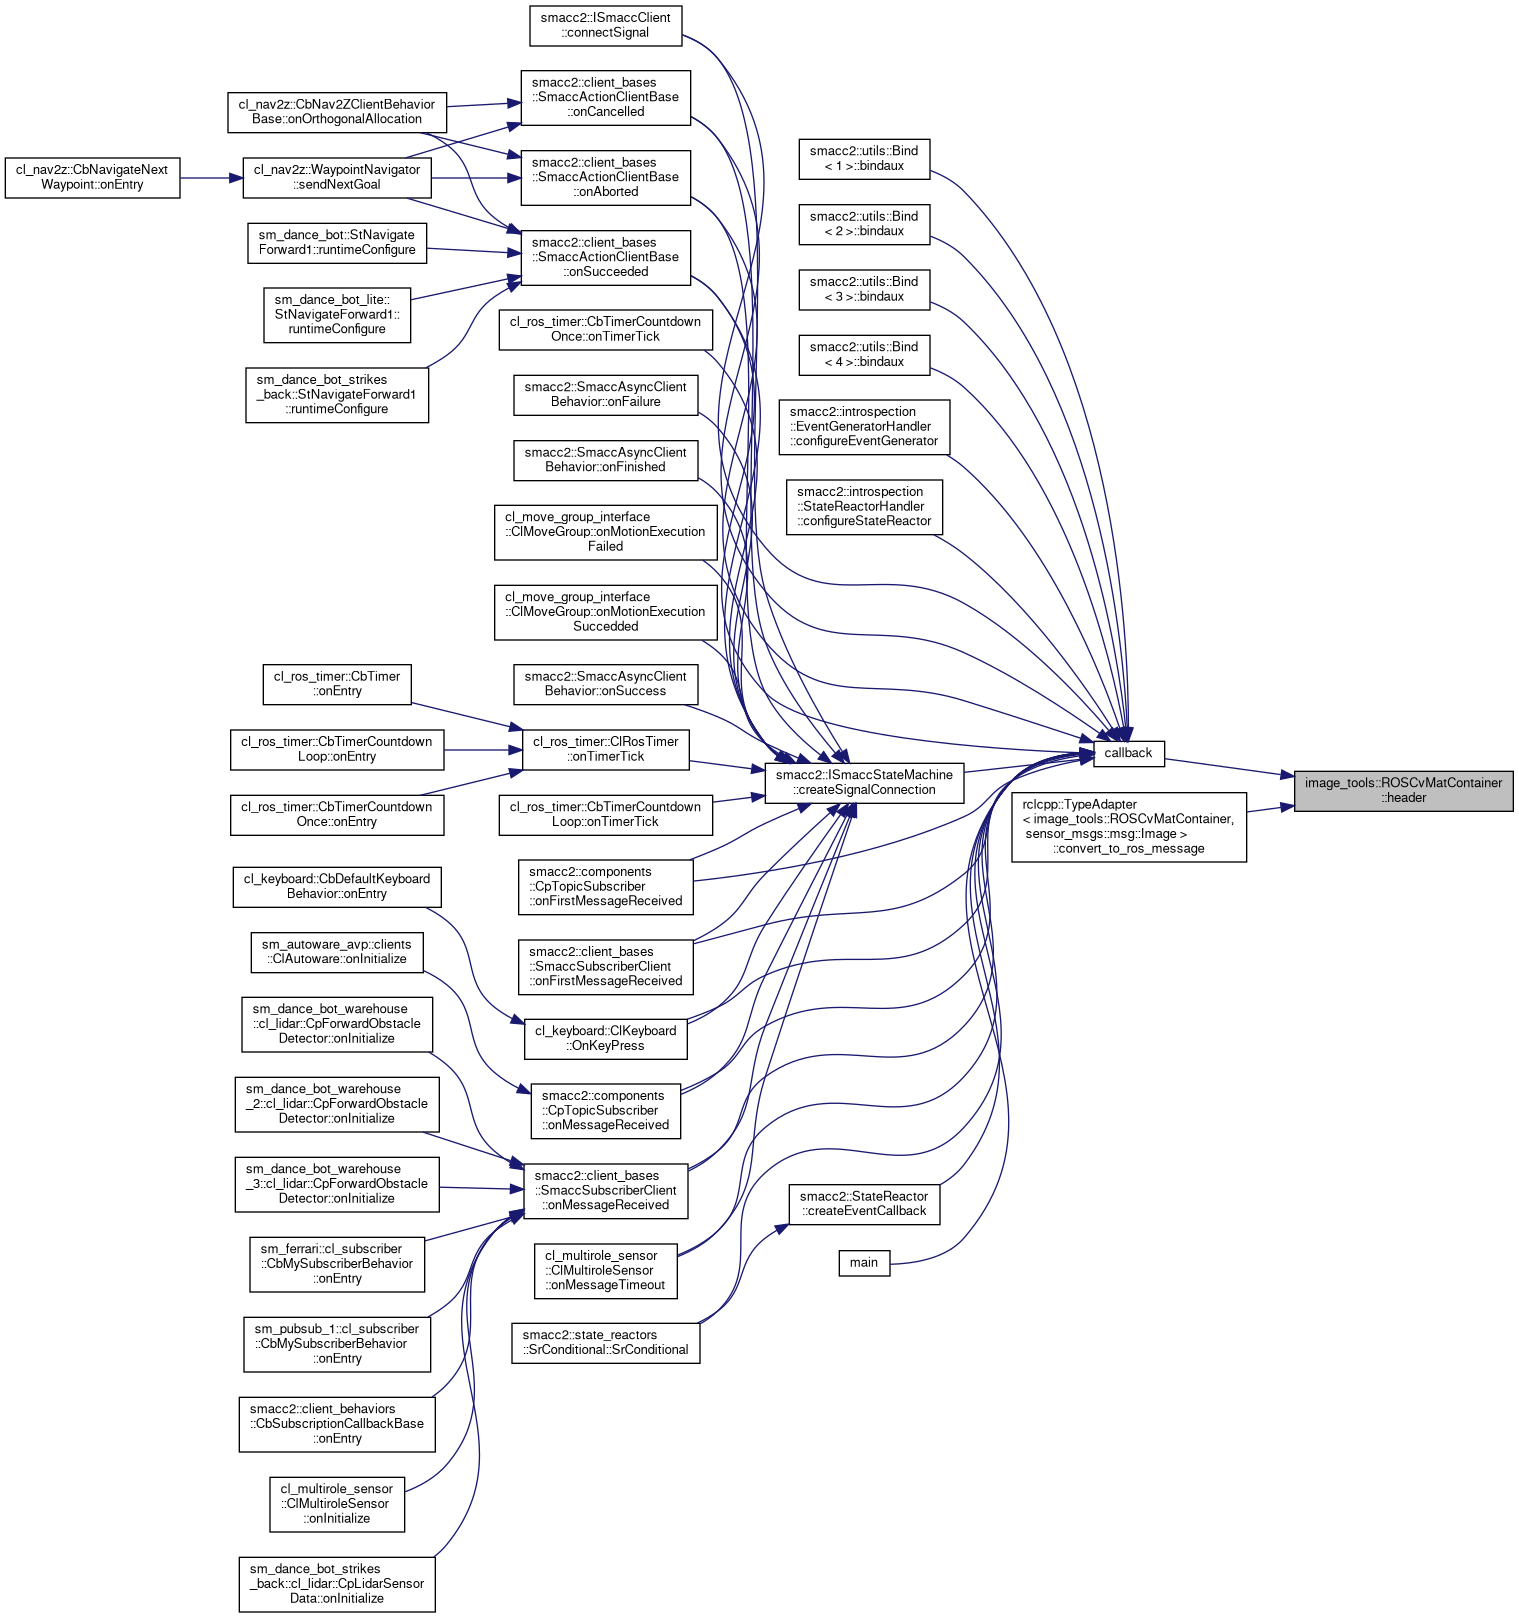 smacc2::ISmaccClient
::connectSignal
smacc2::client_bases
::SmaccActionClientBase
::onCancelled
cl_nav2z::CbNav2ZClientBehavior
Base::onOrthogonalAllocation
smacc2::client_bases
::SmaccActionClientBase
::onAborted
cl_nav2z::CbNavigateNext
Waypoint::onEntry
cl_nav2z::WaypointNavigator
::sendNextGoal
smacc2::client_bases
::SmaccActionClientBase
::onSucceeded
sm_dance_bot::StNavigate
Forward1::runtimeConfigure
sm_dance_bot_lite::
StNavigateForward1::
runtimeConfigure
sm_dance_bot_strikes
_back::StNavigateForward1
::runtimeConfigure
cl_ros_timer::CbTimerCountdown
Once::onTimerTick
smacc2::SmaccAsyncClient
Behavior::onFailure
smacc2::SmaccAsyncClient
Behavior::onFinished
cl_move_group_interface
::ClMoveGroup::onMotionExecution
Failed
cl_move_group_interface
::ClMoveGroup::onMotionExecution
Succedded
smacc2::SmaccAsyncClient
Behavior::onSuccess
cl_ros_timer::CbTimer
::onEntry
cl_ros_timer::CbTimerCountdown
Loop::onEntry
cl_ros_timer::ClRosTimer
::onTimerTick
cl_ros_timer::CbTimerCountdown
Once::onEntry
cl_ros_timer::CbTimerCountdown
Loop::onTimerTick
smacc2::components
::CpTopicSubscriber
::onFirstMessageReceived
smacc2::client_bases
::SmaccSubscriberClient
::onFirstMessageReceived
cl_keyboard::CbDefaultKeyboard
Behavior::onEntry
cl_keyboard::ClKeyboard
::OnKeyPress
sm_autoware_avp::clients
::ClAutoware::onInitialize
smacc2::components
::CpTopicSubscriber
::onMessageReceived
sm_dance_bot_warehouse
::cl_lidar::CpForwardObstacle
Detector::onInitialize
sm_dance_bot_warehouse
_2::cl_lidar::CpForwardObstacle
Detector::onInitialize
sm_dance_bot_warehouse
_3::cl_lidar::CpForwardObstacle
Detector::onInitialize
smacc2::client_bases
::SmaccSubscriberClient
::onMessageReceived
sm_ferrari::cl_subscriber
::CbMySubscriberBehavior
::onEntry
sm_pubsub_1::cl_subscriber
::CbMySubscriberBehavior
::onEntry
smacc2::client_behaviors
::CbSubscriptionCallbackBase
::onEntry
cl_multirole_sensor
::ClMultiroleSensor
::onInitialize
sm_dance_bot_strikes
_back::cl_lidar::CpLidarSensor
Data::onInitialize
cl_multirole_sensor
::ClMultiroleSensor
::onMessageTimeout
smacc2::state_reactors
::SrConditional::SrConditional
smacc2::utils::Bind
< 1 >::bindaux
smacc2::utils::Bind
< 2 >::bindaux
smacc2::utils::Bind
< 3 >::bindaux
smacc2::utils::Bind
< 4 >::bindaux
smacc2::introspection
::EventGeneratorHandler
::configureEventGenerator
smacc2::introspection
::StateReactorHandler
::configureStateReactor
smacc2::ISmaccStateMachine
::createSignalConnection
smacc2::StateReactor
::createEventCallback
main
callback
rclcpp::TypeAdapter
< image_tools::ROSCvMatContainer,
sensor_msgs::msg::Image >
::convert_to_ros_message
image_tools::ROSCvMatContainer
::header